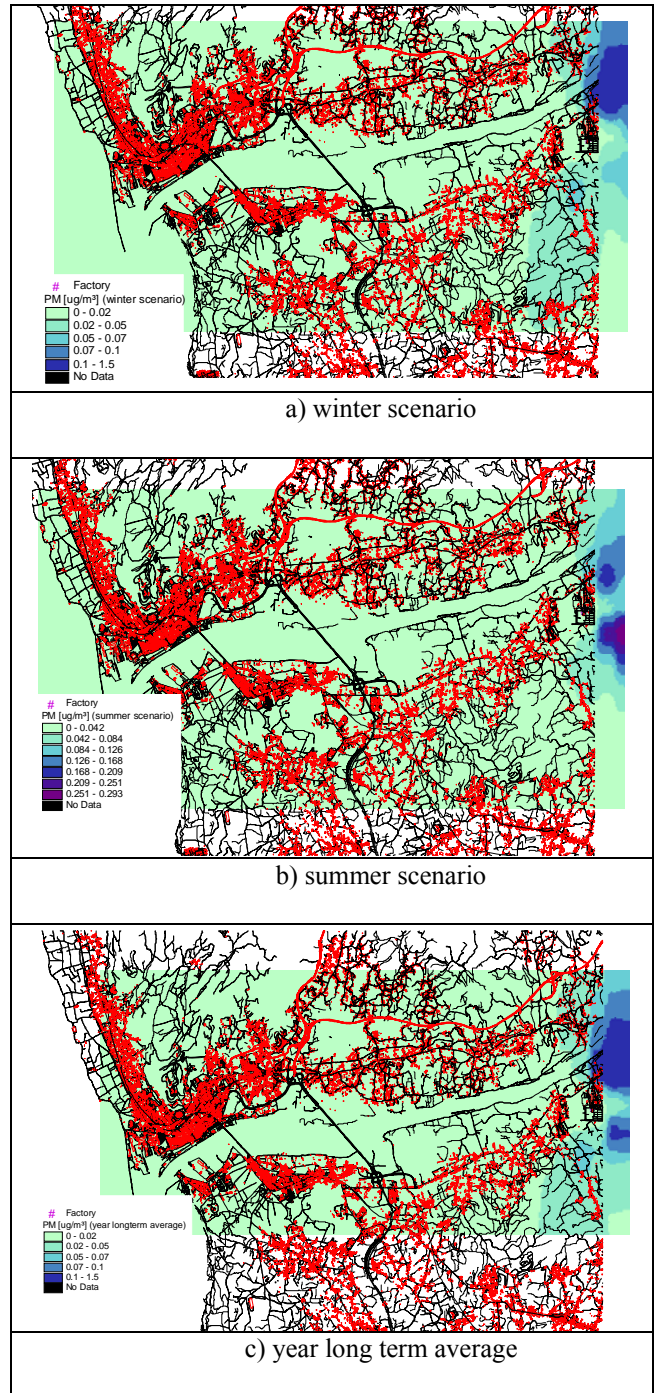 # Factory
PM [ug/m³] (winter scenario)
0 - 0.02
0.02 - 0.05
0.05 - 0.07
0.07 - 0.1
0.1 - 1.5
No Data
a) winter scenario
# Factory
PM [ug/m³] (summer scenario)
0 - 0.042
0.042 - 0.084
0.084 - 0.126
0.126 - 0.168
0.168 - 0.209
0.209 - 0.251
0.251 - 0.293
No Data
b) summer scenario
# Factory
PM [ug/m³] (year longterm average)
0 - 0.02
0.02 - 0.05
0.05 - 0.07
0.07 - 0.1
0.1 - 1.5
No Data
c) year long term average